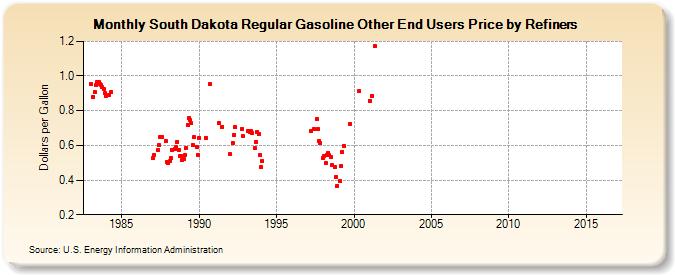 Monthly South Dakota Regular Gasoline Other End Users Price by Refiners
Dollars per Gallon
1.2
1.0
0.8
0.6
0.4
0.2
1985 1990 1995 2000 2005 2010 2015
Source: U.S. Energy Information Administration